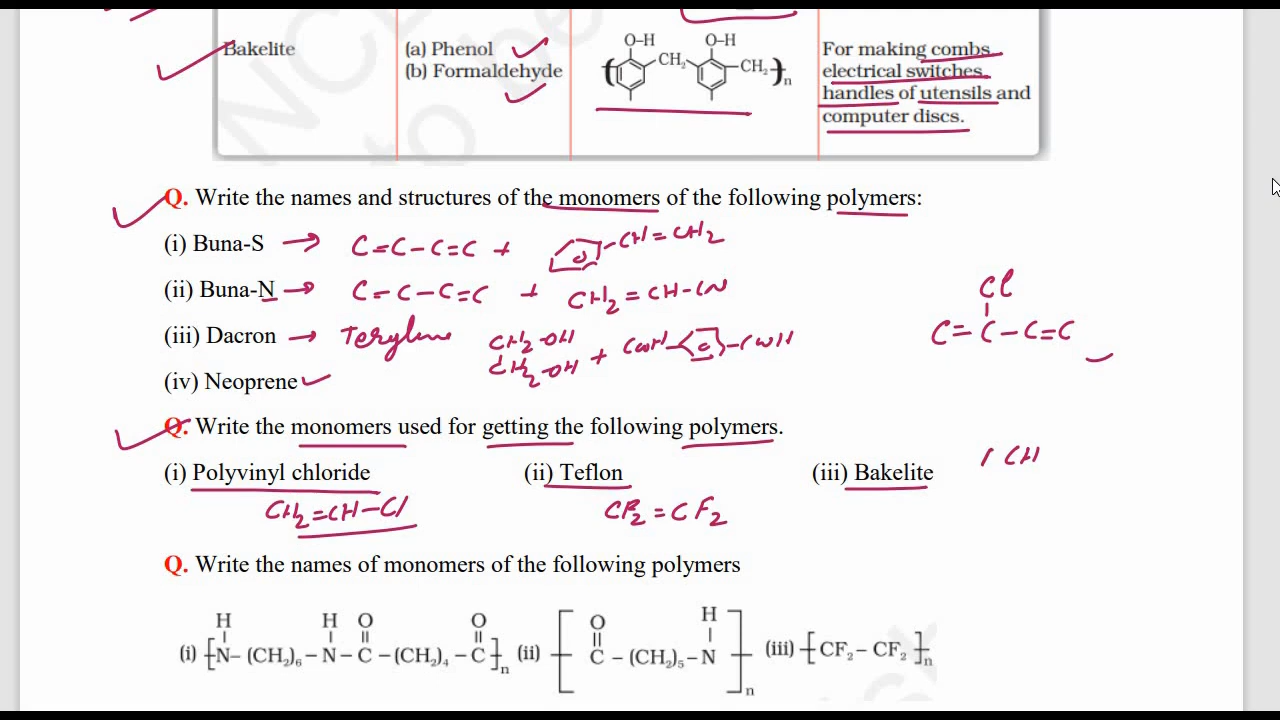 Bakelite (a) Phenol O–H O–H For making combs,
(b) Formaldehyde CH₂ CH₂ n electrical switches,
handles of utensils and
computer discs.
Q. Write the names and structures of the monomers of the following polymers:
(i) Buna-S → C=C–C=C + CH=CH₂
(ii) Buna-N → C=C–C=C + CH₂=CH–CN
Cl
(iii) Dacron → Terylene CH₂–OH + COOH COOH C=C–C=C
CH₂–OH
(iv) Neoprene
Q. Write the monomers used for getting the following polymers.
(i) Polyvinyl chloride (ii) Teflon (iii) Bakelite
CH₂=CH–Cl CF₂=CF₂
Q. Write the names of monomers of the following polymers
H H O O O H
(i) [N–(CH₂)₆–N–C–(CH₂)₄–C]n (ii) [C–(CH₂)₅–N]n (iii) [CF₂–CF₂]n